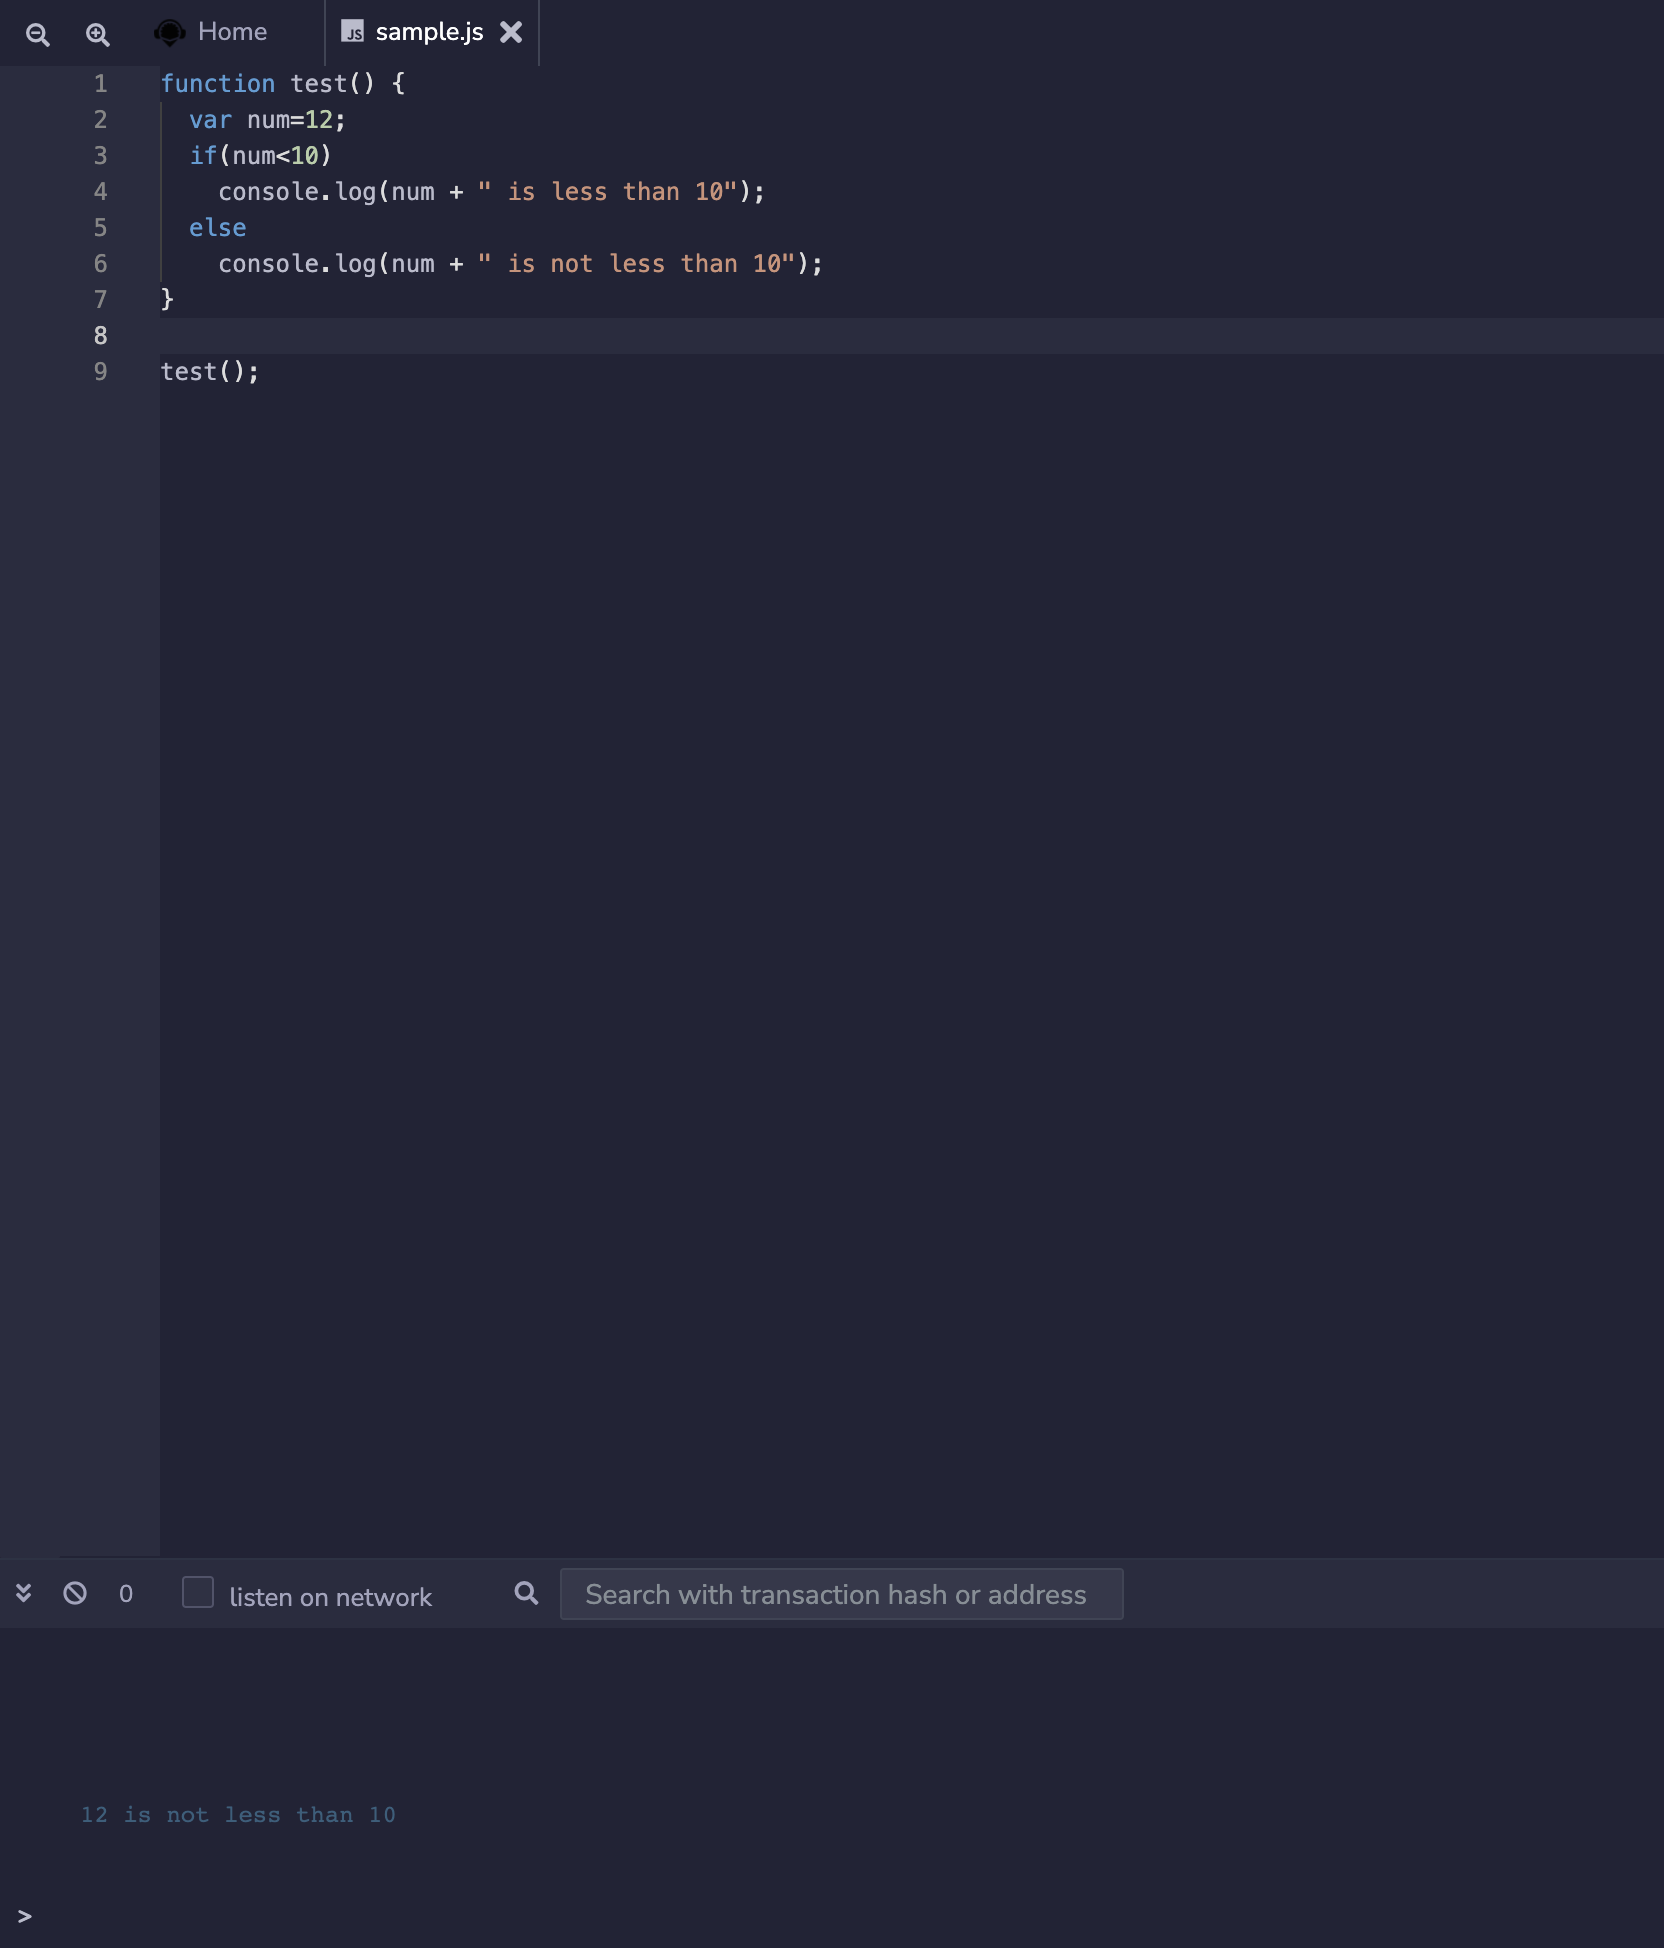 Home
JS sample.js
1 function test() {
2   var num=12;
3   if(num<10)
4     console.log(num + " is less than 10");
5   else
6     console.log(num + " is not less than 10");
7 }
8
9 test();
0 listen on network Search with transaction hash or address
12 is not less than 10
>